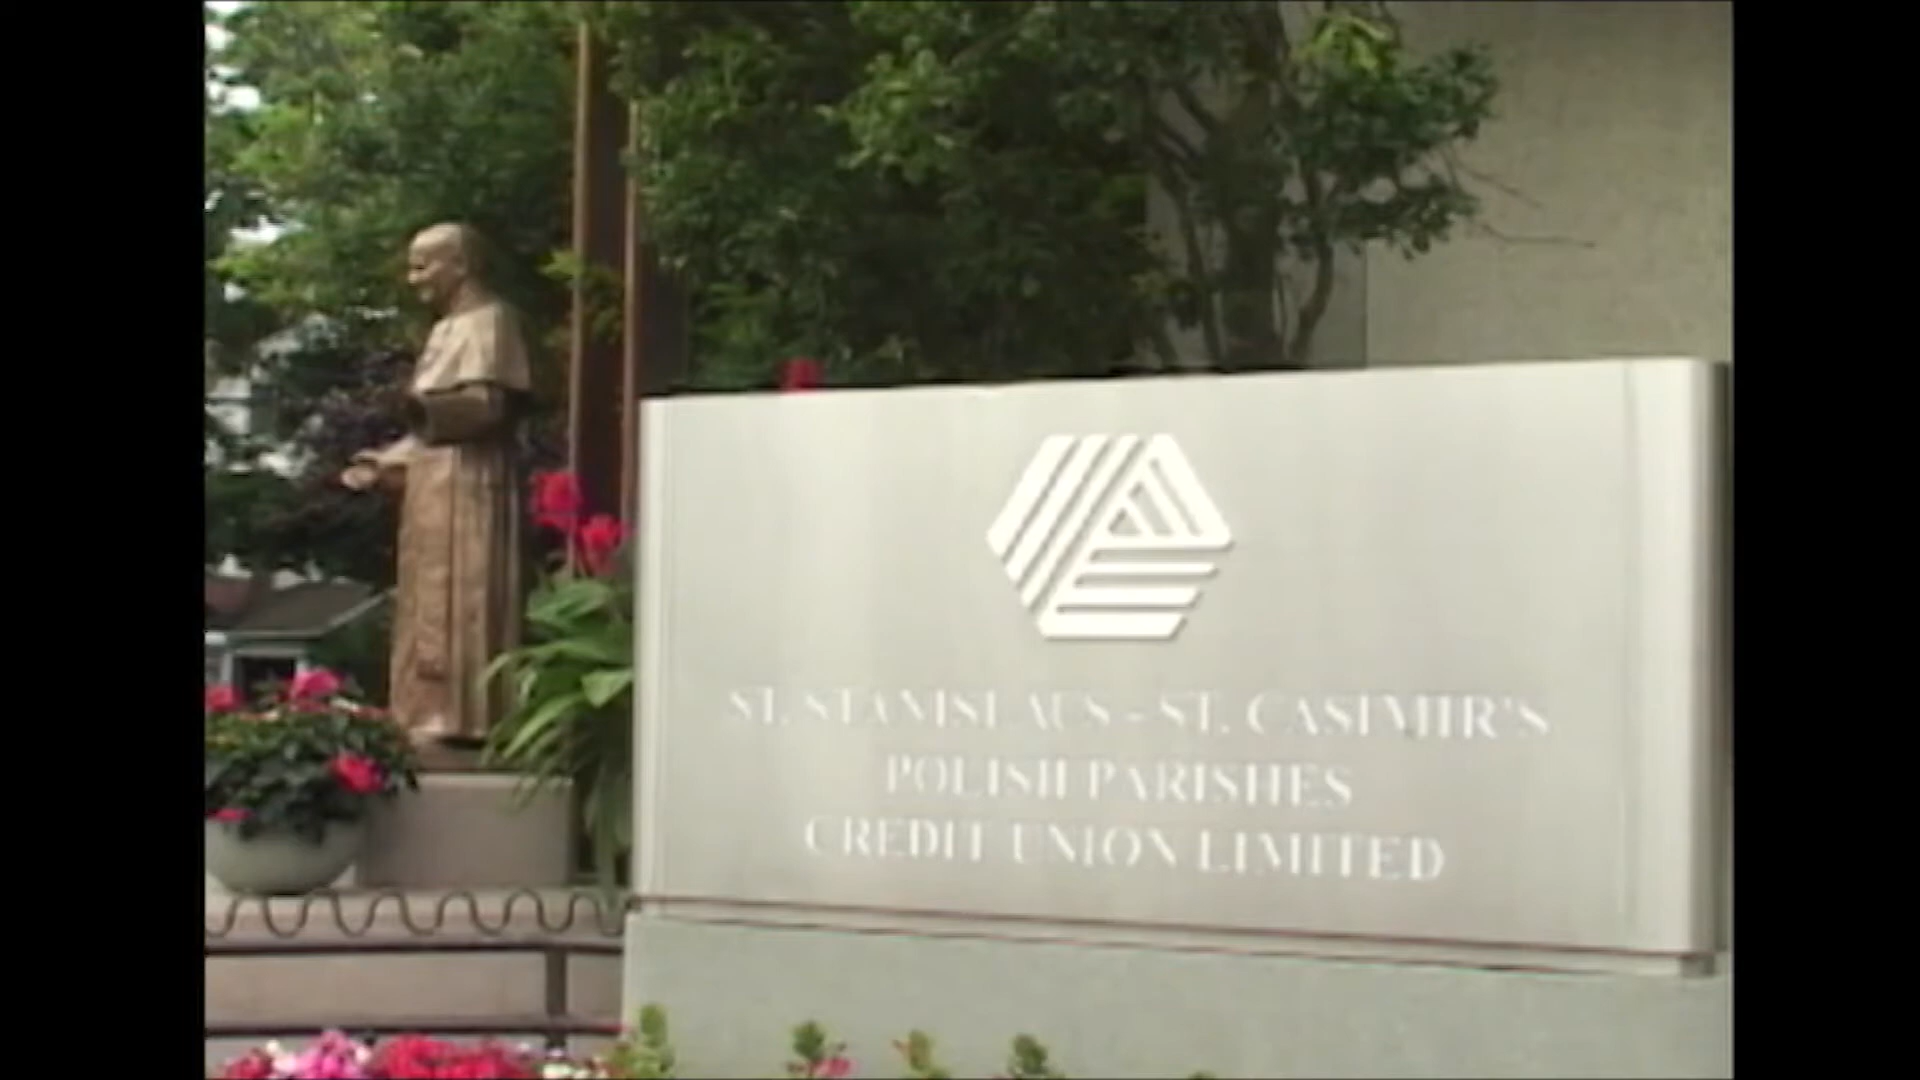 ST. STANISLAUS - ST. CASIMIR'S
POLISH PARISHES
CREDIT UNION LIMITED